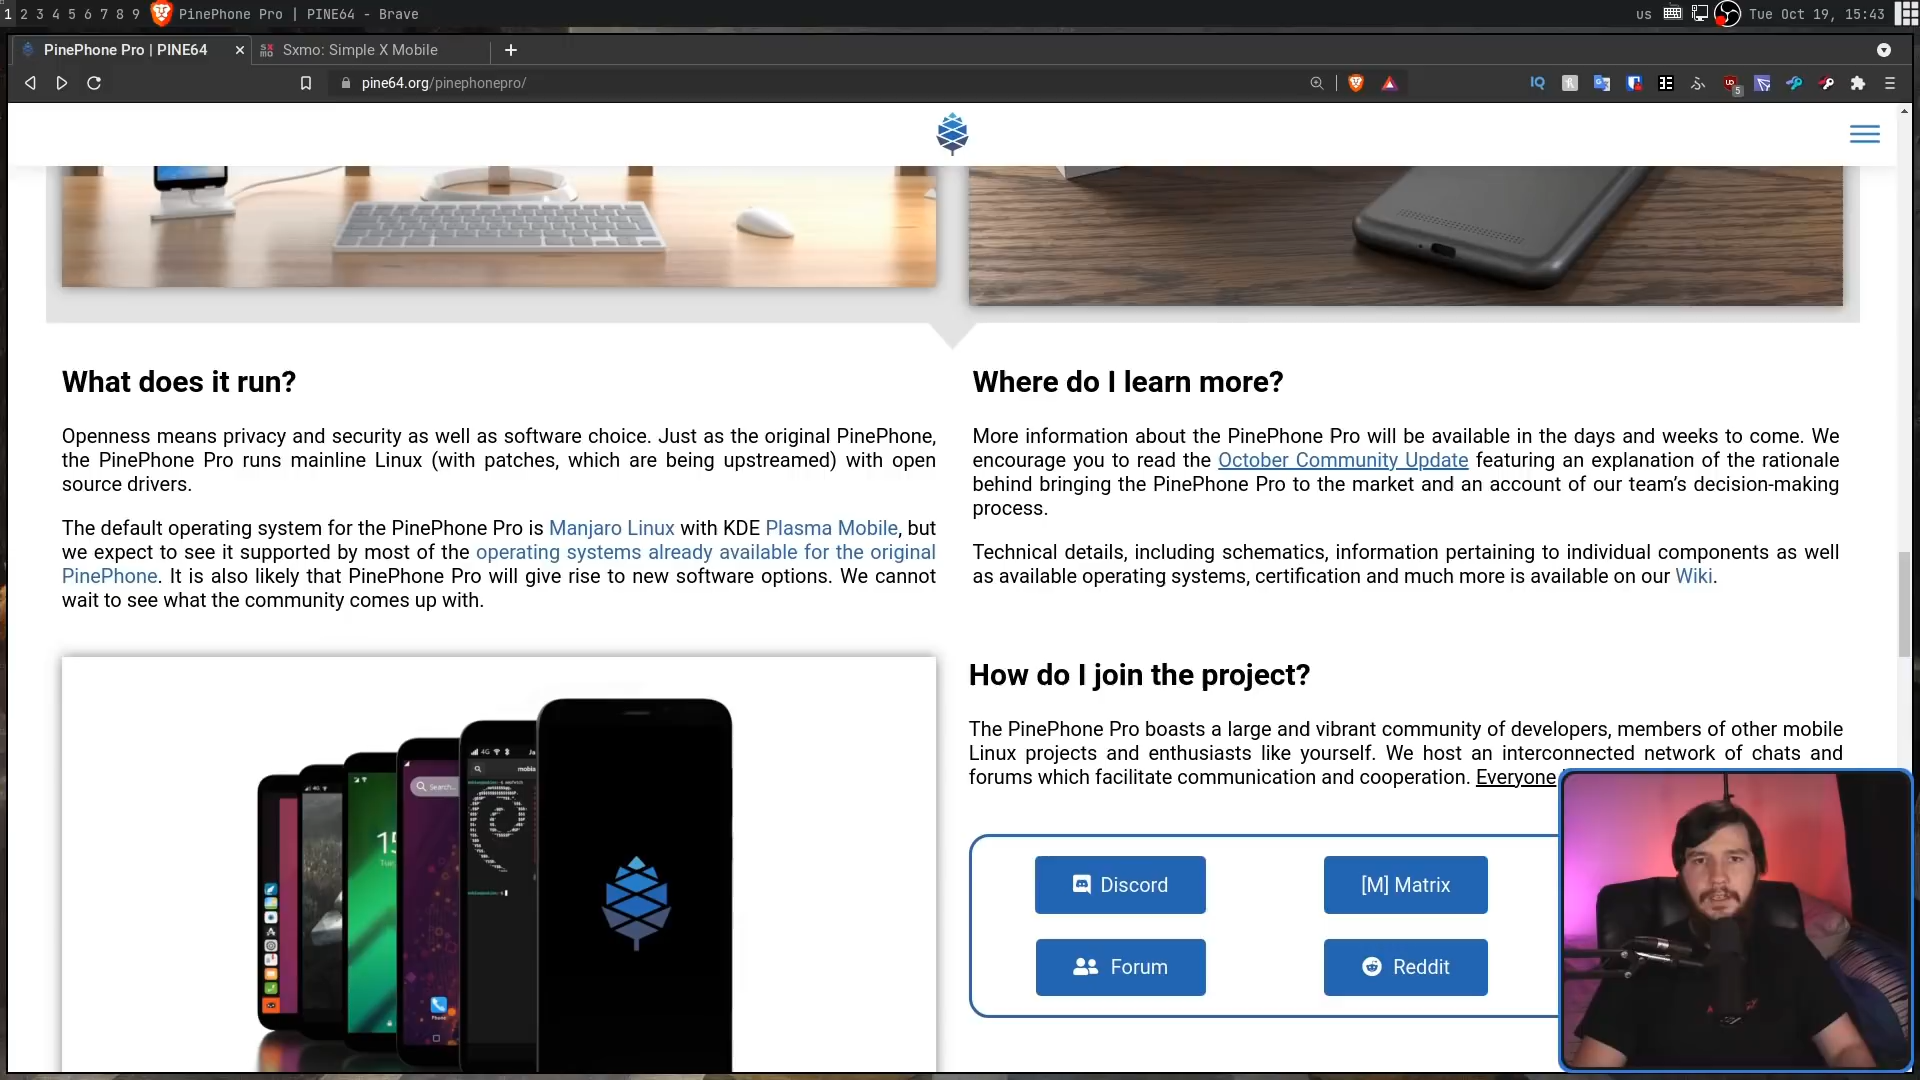 1 2 3 4 5 6 7 8 9 PinePhone Pro | PINE64 - Brave
us Tue Oct 19, 15:43
PinePhone Pro | PINE64
Sxmo: Simple X Mobile
pine64.org/pinephonepro/
IQ
5
What does it run?
Openness means privacy and security as well as software choice. Just as the original PinePhone,
the PinePhone Pro runs mainline Linux (with patches, which are being upstreamed) with open
source drivers.
The default operating system for the PinePhone Pro is Manjaro Linux with KDE Plasma Mobile, but
we expect to see it supported by most of the operating systems already available for the original
PinePhone. It is also likely that PinePhone Pro will give rise to new software options. We cannot
wait to see what the community comes up with.
Where do I learn more?
More information about the PinePhone Pro will be available in the days and weeks to come. We
encourage you to read the October Community Update featuring an explanation of the rationale
behind bringing the PinePhone Pro to the market and an account of our team’s decision-making
process.
Technical details, including schematics, information pertaining to individual components as well
as available operating systems, certification and much more is available on our Wiki.
How do I join the project?
The PinePhone Pro boasts a large and vibrant community of developers, members of other mobile
Linux projects and enthusiasts like yourself. We host an interconnected network of chats and
forums which facilitate communication and cooperation. Everyone
Discord
[M] Matrix
Forum
Reddit
4G
Search...
Phone